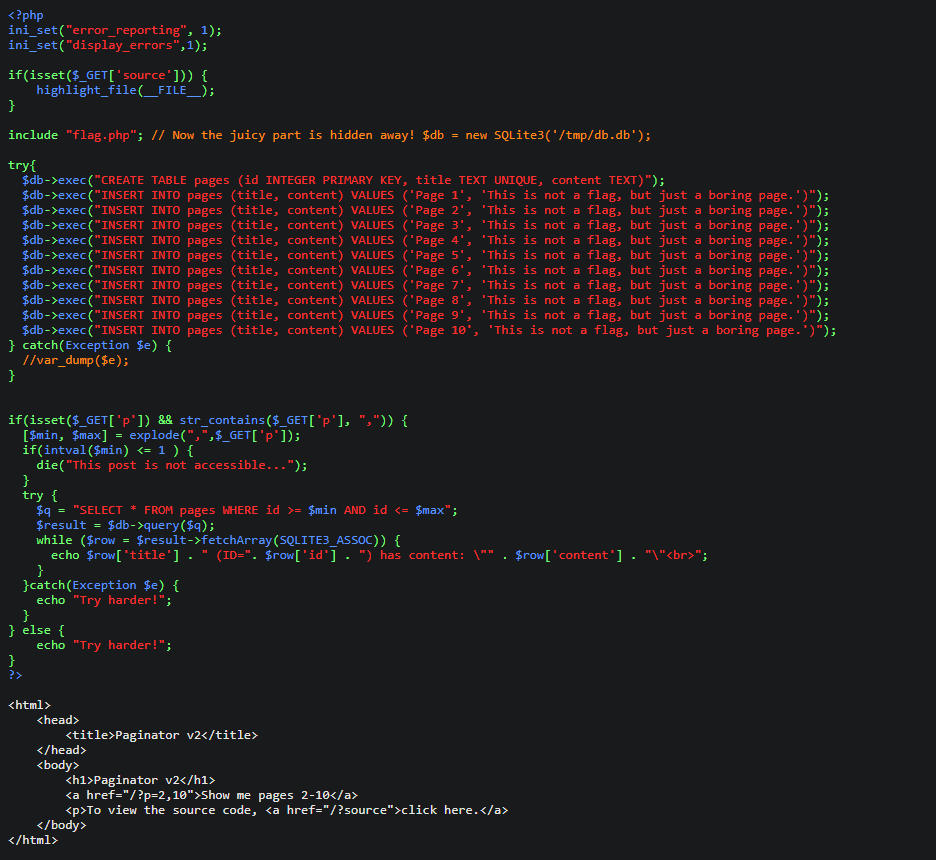 <?php
ini_set("error_reporting", 1);
ini_set("display_errors",1);
if(isset($_GET['source'])) {
    highlight_file(__FILE__);
}
include "flag.php"; // Now the juicy part is hidden away! $db = new SQLite3('/tmp/db.db');
try{
  $db->exec("CREATE TABLE pages (id INTEGER PRIMARY KEY, title TEXT UNIQUE, content TEXT)");
  $db->exec("INSERT INTO pages (title, content) VALUES ('Page 1', 'This is not a flag, but just a boring page.')");
  $db->exec("INSERT INTO pages (title, content) VALUES ('Page 2', 'This is not a flag, but just a boring page.')");
  $db->exec("INSERT INTO pages (title, content) VALUES ('Page 3', 'This is not a flag, but just a boring page.')");
  $db->exec("INSERT INTO pages (title, content) VALUES ('Page 4', 'This is not a flag, but just a boring page.')");
  $db->exec("INSERT INTO pages (title, content) VALUES ('Page 5', 'This is not a flag, but just a boring page.')");
  $db->exec("INSERT INTO pages (title, content) VALUES ('Page 6', 'This is not a flag, but just a boring page.')");
  $db->exec("INSERT INTO pages (title, content) VALUES ('Page 7', 'This is not a flag, but just a boring page.')");
  $db->exec("INSERT INTO pages (title, content) VALUES ('Page 8', 'This is not a flag, but just a boring page.')");
  $db->exec("INSERT INTO pages (title, content) VALUES ('Page 9', 'This is not a flag, but just a boring page.')");
  $db->exec("INSERT INTO pages (title, content) VALUES ('Page 10', 'This is not a flag, but just a boring page.')");
} catch(Exception $e) {
  //var_dump($e);
}
if(isset($_GET['p']) && str_contains($_GET['p'], ",")) {
  [$min, $max] = explode(",",$_GET['p']);
  if(intval($min) <= 1 ) {
    die("This post is not accessible...");
  }
  try {
    $q = "SELECT * FROM pages WHERE id >= $min AND id <= $max";
    $result = $db->query($q);
    while ($row = $result->fetchArray(SQLITE3_ASSOC)) {
      echo $row['title'] . " (ID=". $row['id'] . ") has content: \"" . $row['content'] . "\"<br>";
    }
  }catch(Exception $e) {
    echo "Try harder!";
  }
} else {
    echo "Try harder!";
}
?>
<html>
    <head>
        <title>Paginator v2</title>
    </head>
    <body>
        <h1>Paginator v2</h1>
        <a href="/?p=2,10">Show me pages 2-10</a>
        <p>To view the source code, <a href="/?source">click here.</a>
    </body>
</html>